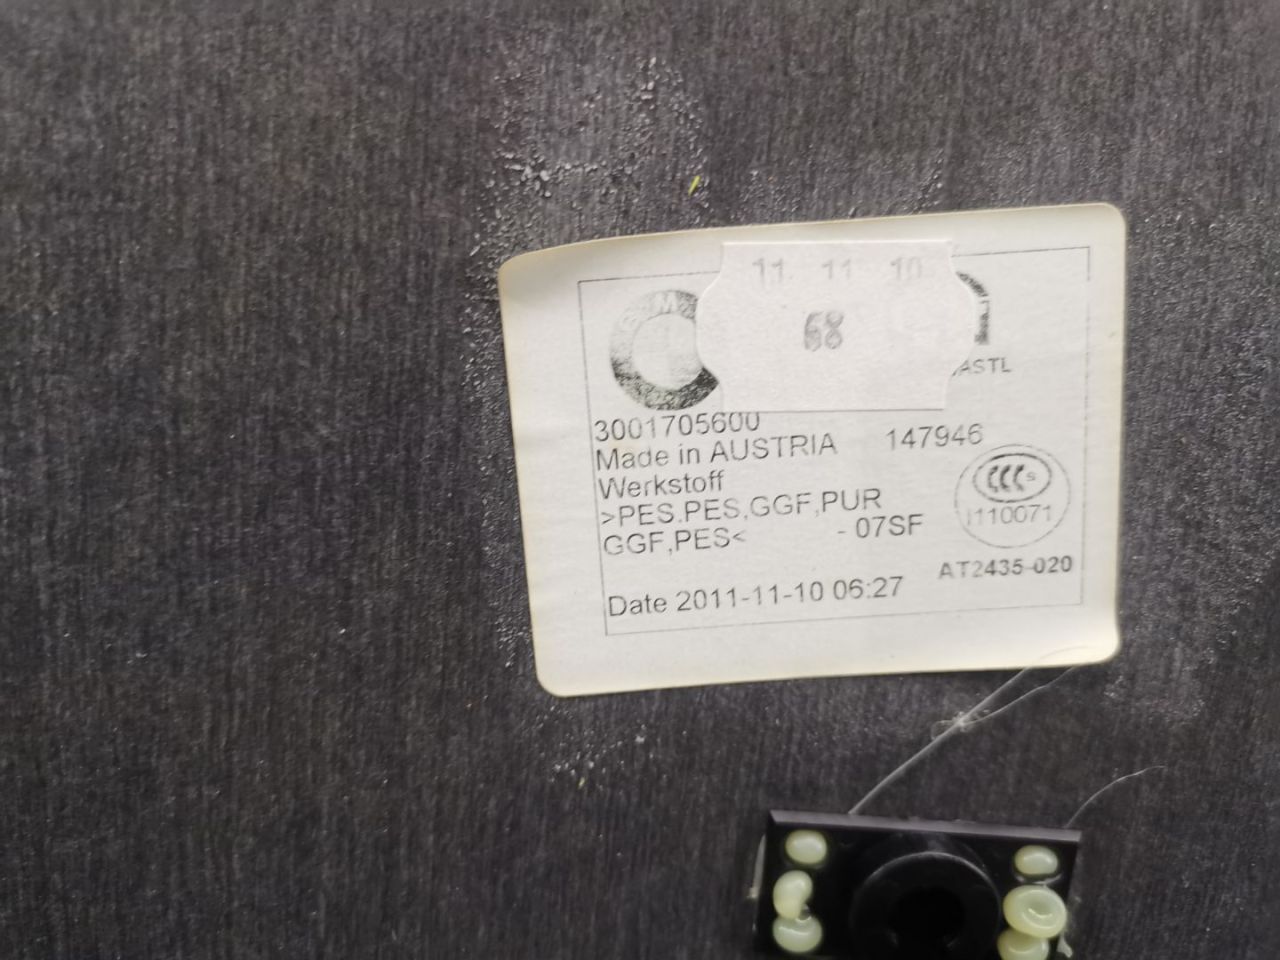 11. 11. 10
68
3001705600
Made in AUSTRIA 147946
Werkstoff
>PES.PES,GGF,PUR
GGF,PES< - 07SF
CCC S
I110071
AT2435-020
Date 2011-11-10 06:27